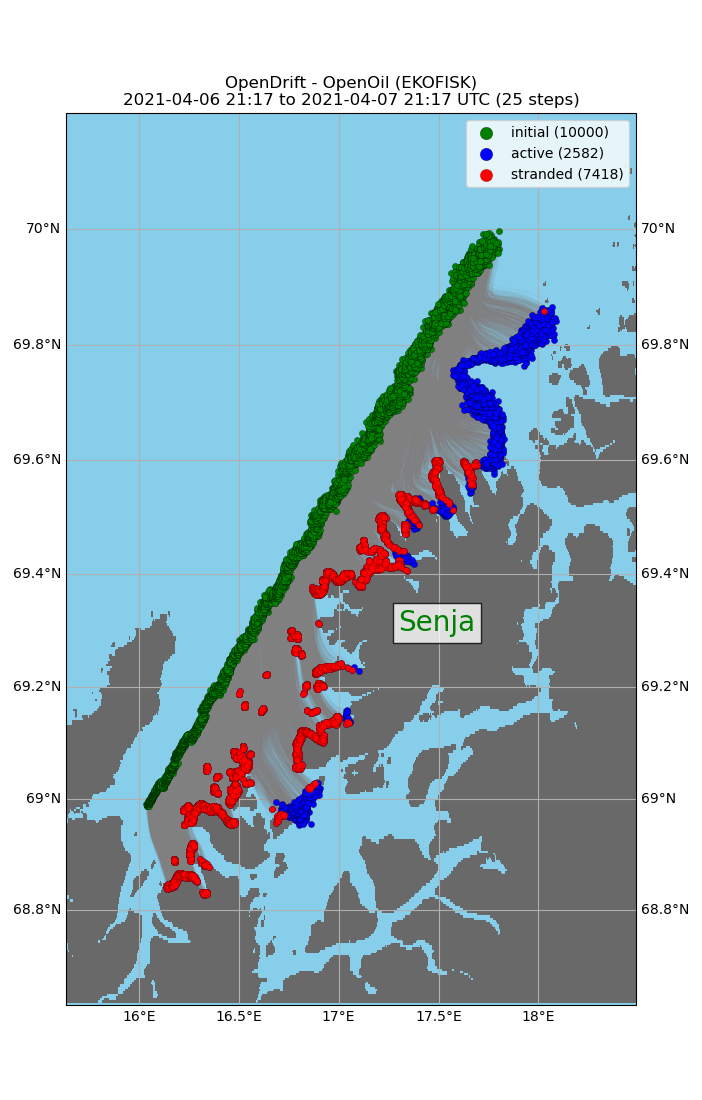 OpenDrift - OpenOil (EKOFISK)
2021-04-06 21:17 to 2021-04-07 21:17 UTC (25 steps)
initial (10000)
active (2582)
stranded (7418)
70°N 70°N
69.8°N 69.8°N
69.6°N 69.6°N
69.4°N 69.4°N
Senja
69.2°N 69.2°N
69°N 69°N
68.8°N 68.8°N
16°E 16.5°E 17°E 17.5°E 18°E